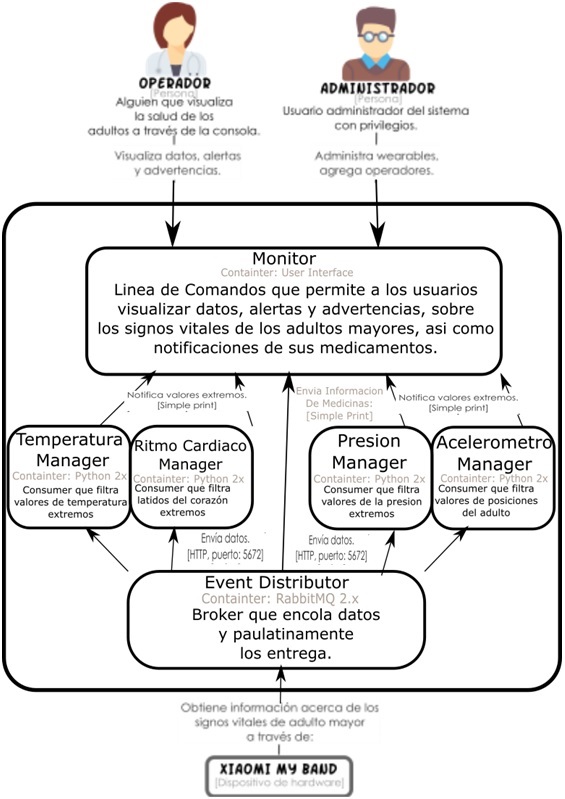 OPERADOR
[Persona]
Alguien que visualiza
la salud de los
adultos a través de la consola.
Visualiza datos, alertas
y advertencias.
ADMINISTRADOR
[Persona]
Usuario administrador del sistema
con privilegios.
Administra wearables,
agrega operadores.
Monitor
Containter: User Interface
Linea de Comandos que permite a los usuarios
visualizar datos, alertas y advertencias, sobre
los signos vitales de los adultos mayores, asi como
notificaciones de sus medicamentos.
Notifica valores extremos.
[Simple print]
Envia Informacion
De Medicinas:
[Simple Print]
Notifica valores extremos.
[Simple print]
Temperatura
Manager
Containter: Python 2x
Consumer que filtra
valores de temperatura
extremos
Ritmo Cardiaco
Manager
Containter: Python 2x
Consumer que filtra
latidos del corazón
extremos
Presion
Manager
Containter: Python 2x
Consumer que filtra
valores de la presion
extremos
Acelerometro
Manager
Containter: Python 2x
Consumer que filtra
valores de posiciones
del adulto
Envía datos.
[HTTP, puerto: 5672]
Envía datos.
[HTTP, puerto: 5672]
Event Distributor
Containter: RabbitMQ 2.x
Broker que encola datos
y paulatinamente
los entrega.
Obtiene información acerca de los
signos vitales de adulto mayor
a través de:
XIAOMI MY BAND
[Dispositivo de hardware]